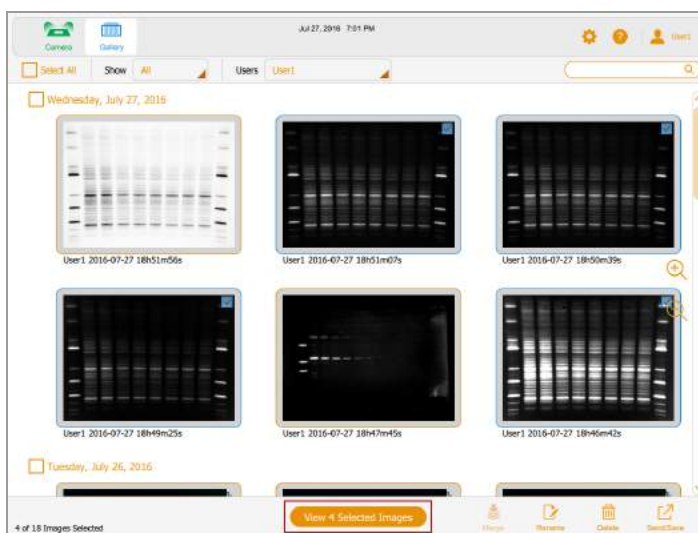 Jul 27, 2016 7:01 PM
Camera
Gallery
User1
Select All
Show
All
Users
User1
Wednesday, July 27, 2016
User1 2016-07-27 18h51m56s
User1 2016-07-27 18h51m07s
User1 2016-07-27 18h50m39s
User1 2016-07-27 18h49m25s
User1 2016-07-27 18h47m45s
User1 2016-07-27 18h46m42s
Tuesday, July 26, 2016
4 of 18 Images Selected
View 4 Selected Images
Merge
Rename
Delete
Send/Save